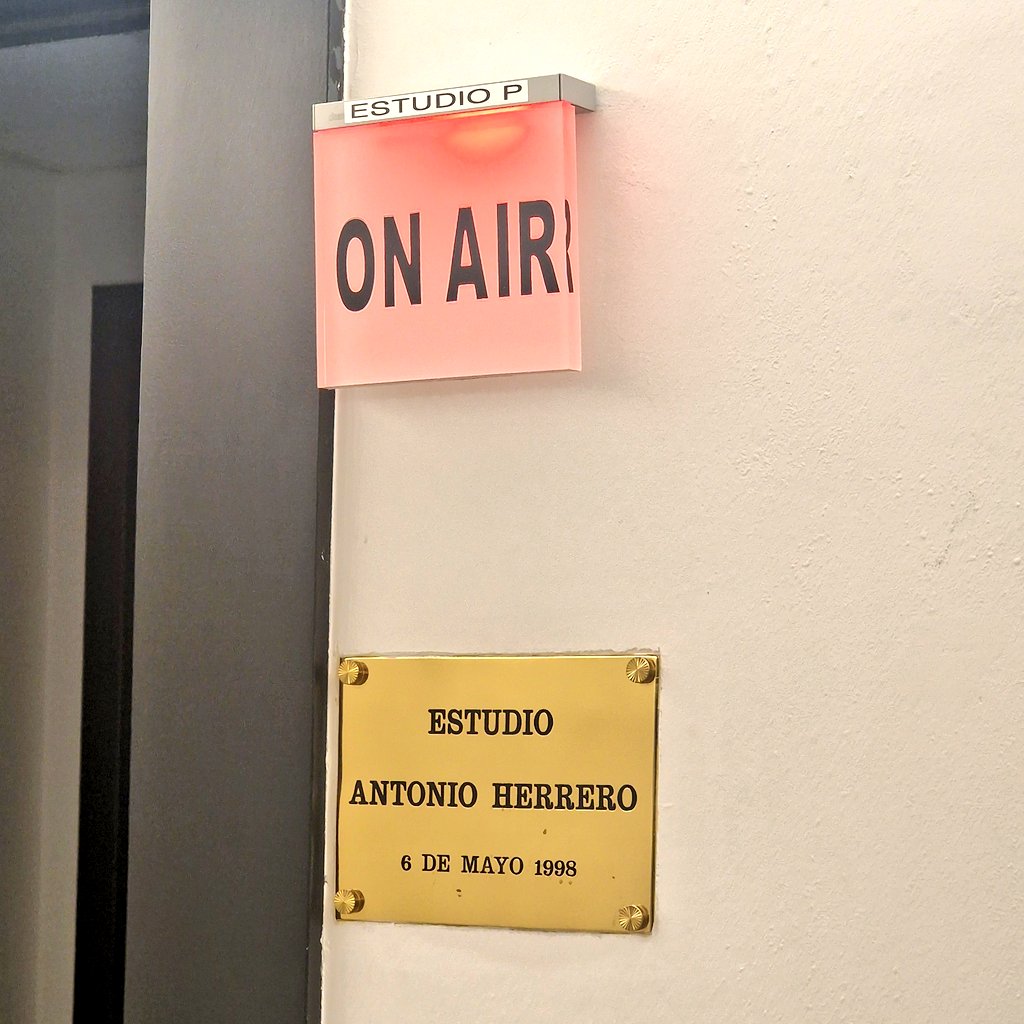 ESTUDIO P
ON AIR
ESTUDIO
ANTONIO HERRERO
6 DE MAYO 1998